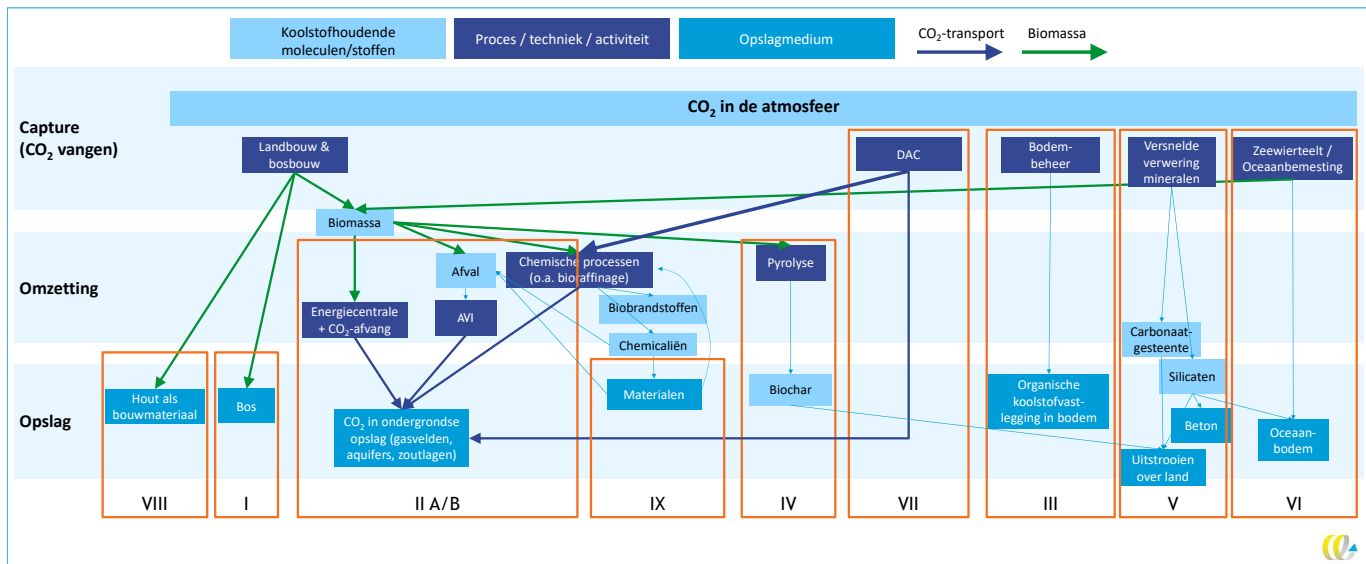 Koolstofhoudende
moleculen/stoffen
Proces / techniek / activiteit
Opslagmedium
CO2-transport
Biomassa
CO2 in de atmosfeer
Capture
(CO2 vangen)
Landbouw &
bosbouw
DAC
Bodem-
beheer
Versnelde
verwering
mineralen
Zeewierteelt /
Oceaanbemesting
Biomassa
Omzetting
Afval
Chemische processen
(o.a. bioraffinage)
Pyrolyse
Energiecentrale
+ CO2-afvang
AVI
Biobrandstoffen
Chemicaliën
Carbonaat-
gesteente
Silicaten
Opslag
Hout als
bouwmateriaal
Bos
CO2 in ondergrondse
opslag (gasvelden,
aquifers, zoutlagen)
Materialen
Biochar
Organische
koolstofvast-
legging in bodem
Beton
Uitstrooien
over land
Oceaan-
bodem
VIII
I
II A/B
IX
IV
VII
III
V
VI